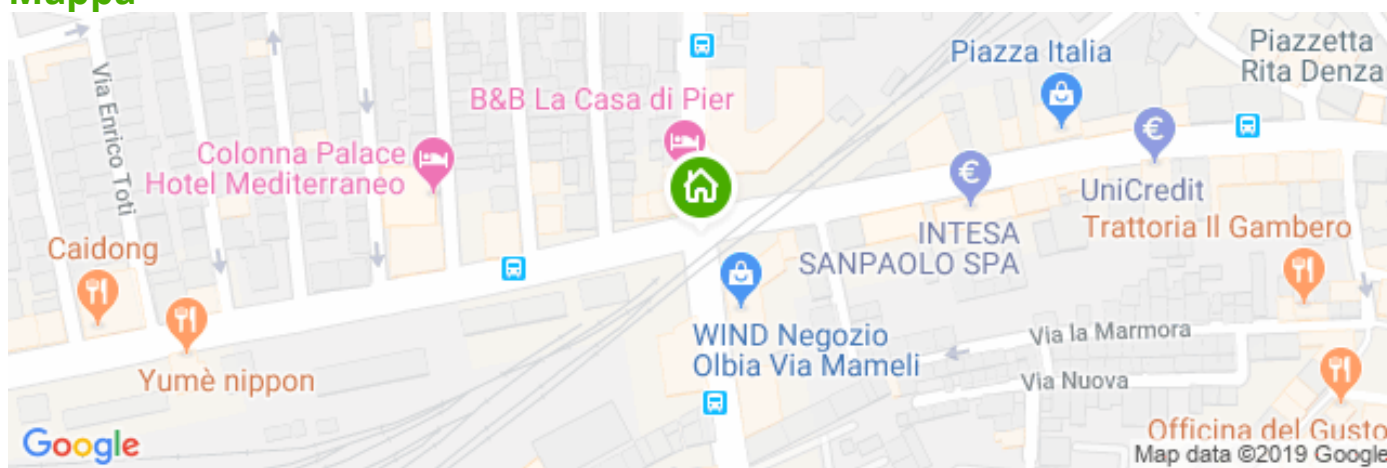 Mappa
Piazza Italia
Piazzetta
Rita Denza
Via Enrico Toti
B&B La Casa di Pier
Colonna Palace
Hotel Mediterraneo
UniCredit
Caidong
INTESA
SANPAOLO SPA
Trattoria Il Gambero
WIND Negozio
Olbia Via Mameli
Via la Marmora
Yumè nippon
Via Nuova
Officina del Gusto
Google
Map data ©2019 Google